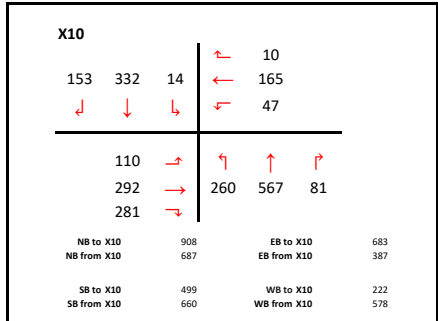 X10
10
153 332 14 165
47
110
292 260 567 81
281
NB to X10 908 EB to X10 683
NB from X10 687 EB from X10 387
SB to X10 499 WB to X10 222
SB from X10 660 WB from X10 578